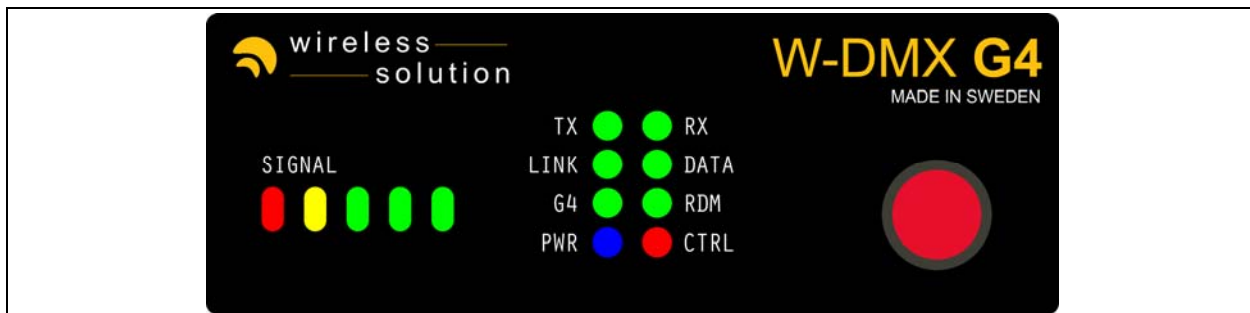 wireless
solution
W-DMX G4
MADE IN SWEDEN
SIGNAL
TX RX
LINK DATA
G4 RDM
PWR CTRL